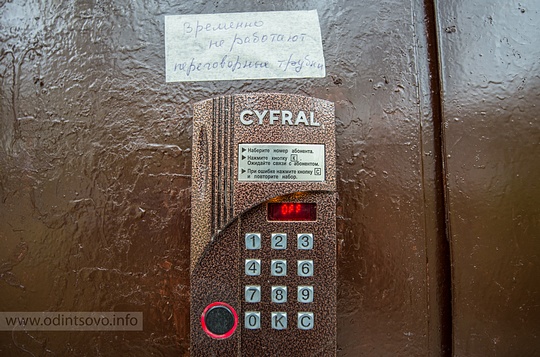 Временно
не работают
переговорные трубки
CYFRAL
▶ Наберите номер абонента.
▶ Нажмите кнопку K.
Ожидайте связи с абонентом.
▶ При ошибке нажмите кнопку C
и повторите набор.
OFF
1 2 3
4 5 6
7 8 9
0 K C
www.odintsovo.info